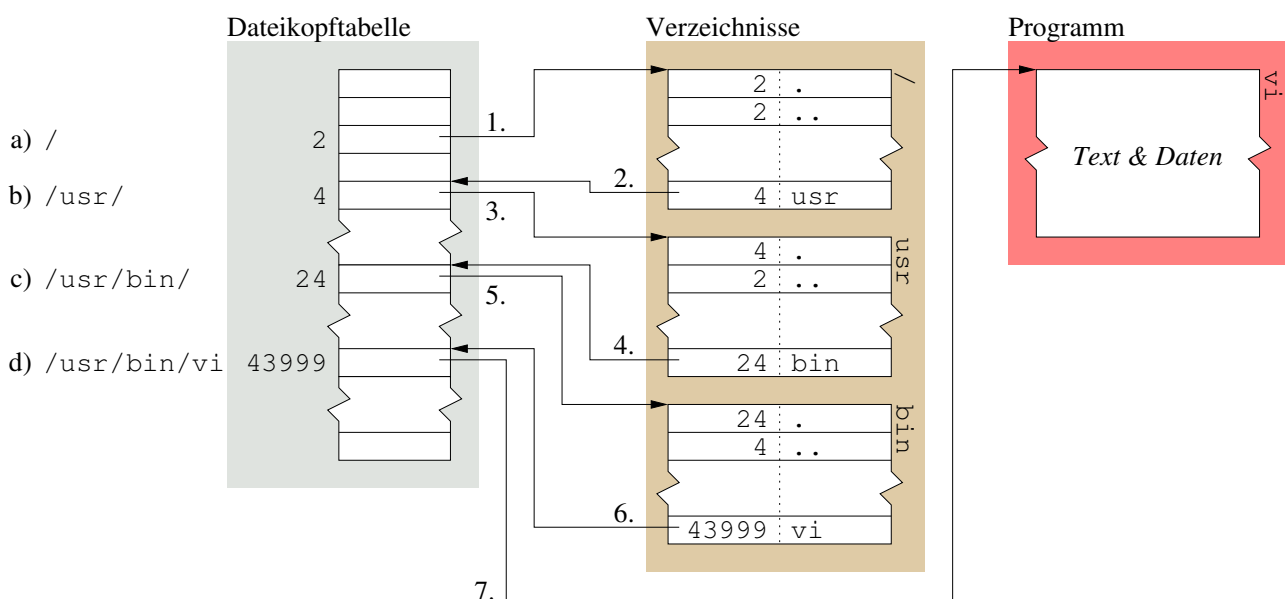 Dateikopftabelle
Verzeichnisse
Programm
/
2 .
2 ..
vi
1.
a) /
2
Text & Daten
2.
b) /usr/
4
4 usr
3.
usr
4 .
c) /usr/bin/
24
2 ..
5.
4.
d) /usr/bin/vi
43999
24 bin
bin
24 .
4 ..
6.
43999 vi
7.